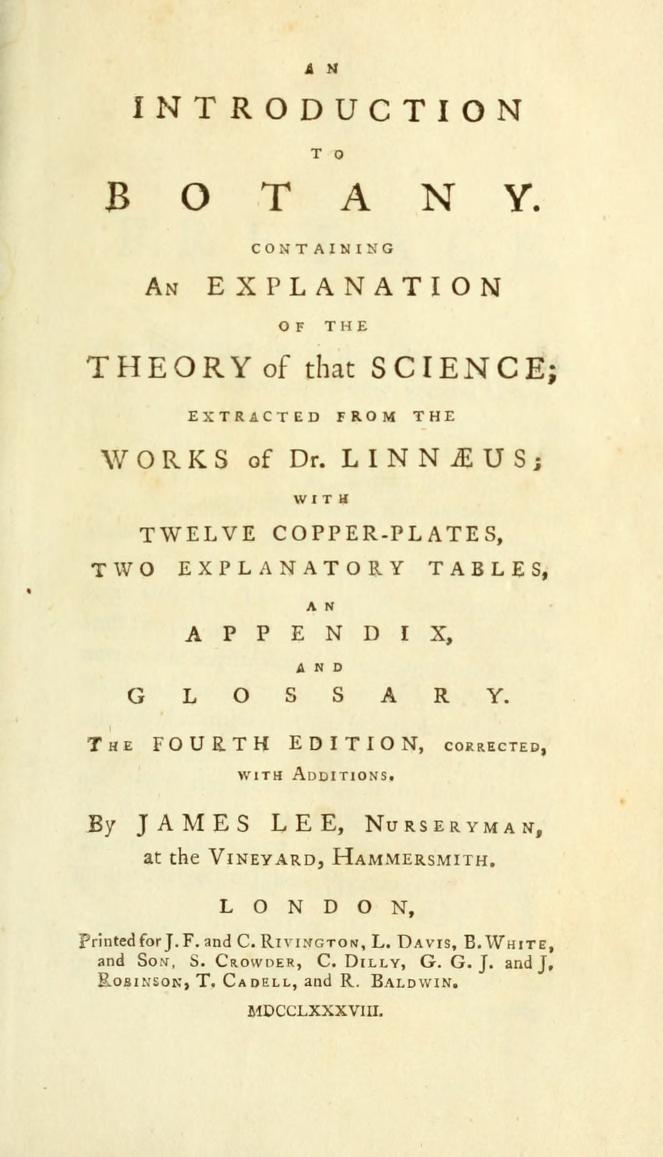 AN
INTRODUCTION
TO
BOTANY.
CONTAINING
AN EXPLANATION
OF THE
THEORY of that SCIENCE;
EXTRACTED FROM THE
WORKS of Dr. LINNÆUS;
WITH
TWELVE COPPER-PLATES,
TWO EXPLANATORY TABLES,
AN
APPENDIX,
AND
GLOSSARY.
THE FOURTH EDITION, CORRECTED,
WITH ADDITIONS.
By JAMES LEE, NURSERYMAN,
at the VINEYARD, HAMMERSMITH.
LONDON,
Printed for J. F. and C. RIVINGTON, L. DAVIS, B. WHITE,
and SON, S. CROWDER, C. DILLY, G. G. J. and J.
ROBINSON, T. CADELL, and R. BALDWIN.
MDCCLXXXVIII.